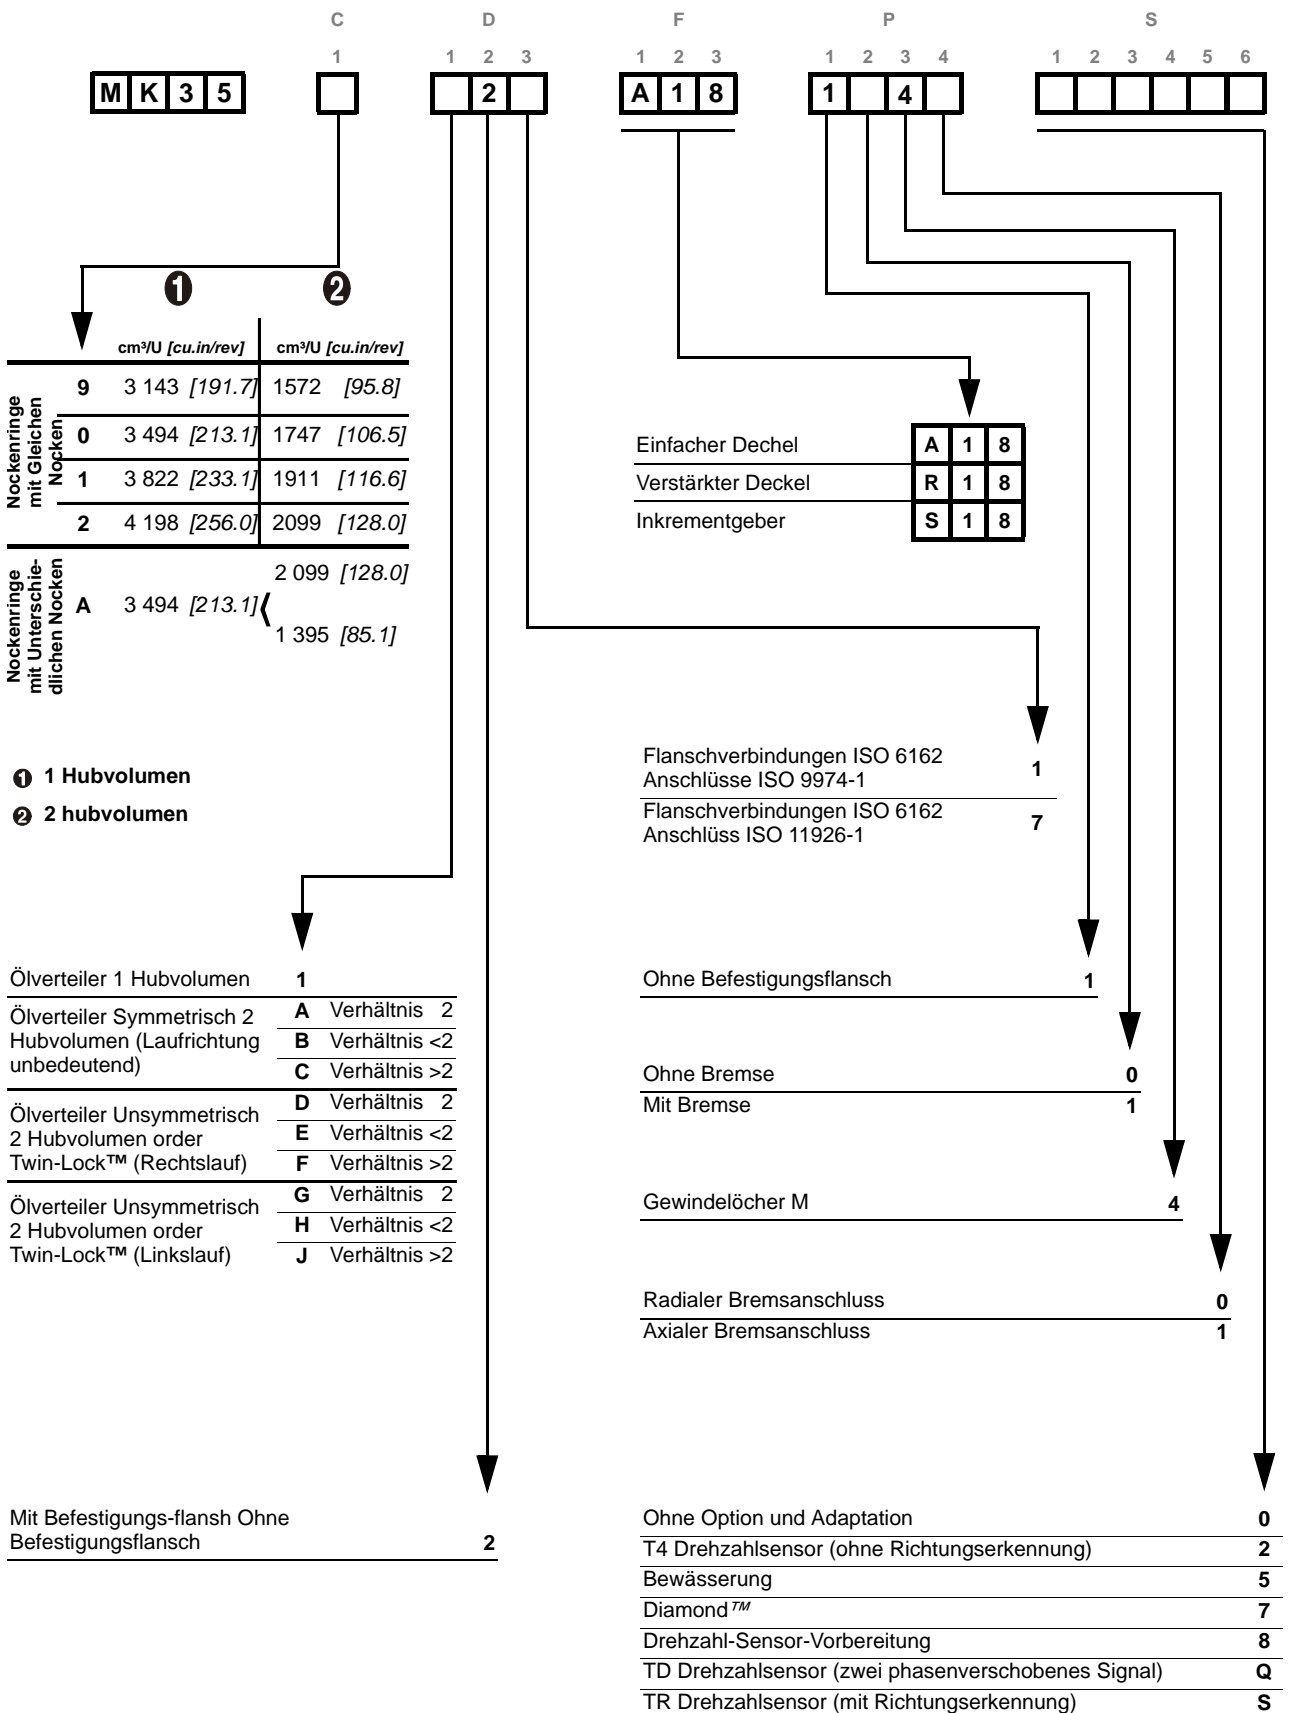 C D F P S
1 1 2 3 1 2 3 1 2 3 4 1 2 3 4 5 6
M K 3 5 2 A 1 8 1 4
❶ ❷
cm³/U [cu.in/rev] cm³/U [cu.in/rev]
Nockenringe
mit Gleichen
Nocken
9 3 143 [191.7] 1572 [95.8]
0 3 494 [213.1] 1747 [106.5]
1 3 822 [233.1] 1911 [116.6]
2 4 198 [256.0] 2099 [128.0]
Nockenringe
mit Unterschie-
dlichen Nocken
2 099 [128.0]
A 3 494 [213.1]
1 395 [85.1]
❶ 1 Hubvolumen
❷ 2 hubvolumen
Einfacher Dechel A 1 8
Verstärkter Deckel R 1 8
Inkrementgeber S 1 8
Flanschverbindungen ISO 6162
Anschlüsse ISO 9974-1 1
Flanschverbindungen ISO 6162
Anschlüss ISO 11926-1 7
Ölverteiler 1 Hubvolumen 1
Ölverteiler Symmetrisch 2
Hubvolumen (Laufrichtung
unbedeutend)
A Verhältnis 2
B Verhältnis <2
C Verhältnis >2
Ölverteiler Unsymmetrisch
2 Hubvolumen order
Twin-Lock™ (Rechtslauf)
D Verhältnis 2
E Verhältnis <2
F Verhältnis >2
Ölverteiler Unsymmetrisch
2 Hubvolumen order
Twin-Lock™ (Linkslauf)
G Verhältnis 2
H Verhältnis <2
J Verhältnis >2
Ohne Befestigungsflansch 1
Ohne Bremse 0
Mit Bremse 1
Gewindelöcher M 4
Radialer Bremsanschluss 0
Axialer Bremsanschluss 1
Mit Befestigungs-flansh Ohne
Befestigungsflansch 2
Ohne Option und Adaptation 0
T4 Drehzahlsensor (ohne Richtungserkennung) 2
Bewässerung 5
Diamond™ 7
Drehzahl-Sensor-Vorbereitung 8
TD Drehzahlsensor (zwei phasenverschobenes Signal) Q
TR Drehzahlsensor (mit Richtungserkennung) S